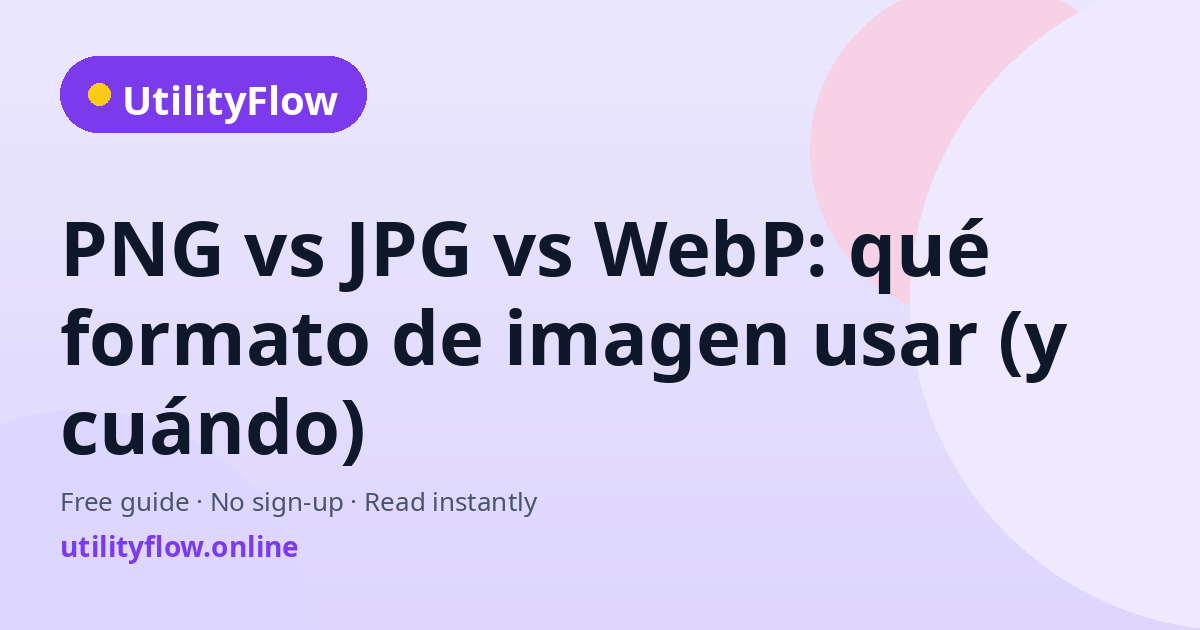 UtilityFlow
PNG vs JPG vs WebP: qué
formato de imagen usar (y
cuándo)
Free guide · No sign-up · Read instantly
utilityflow.online